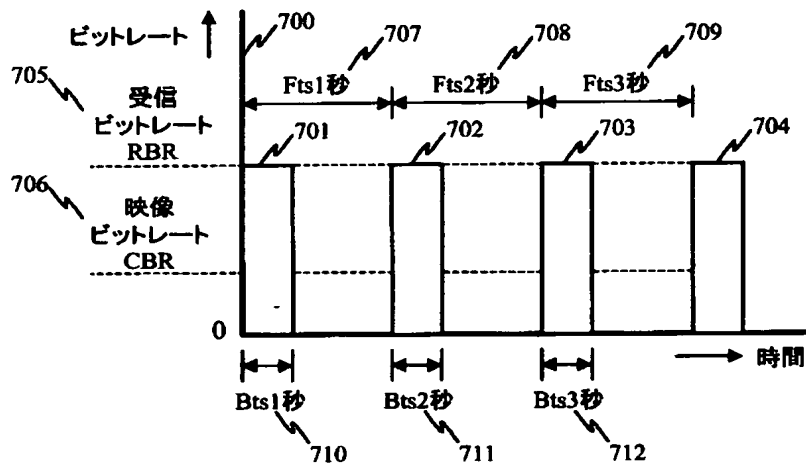 ビットレート
700
707
708
709
705
受信
ビットレート
RBR
Fts1秒
Fts2秒
Fts3秒
701
702
703
704
706
映像
ビットレート
CBR
0
時間
Bts1秒
Bts2秒
Bts3秒
710
711
712